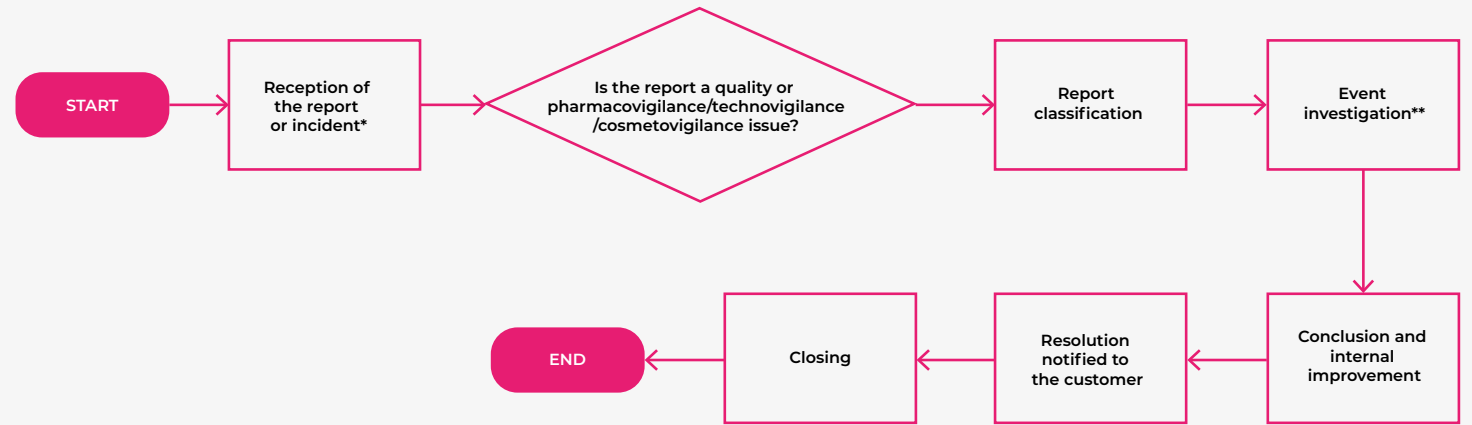 START
Reception of
the report
or incident*
Is the report a quality or
pharmacovigilance/technovigilance
/cosmetovigilance issue?
Report
classification
Event
investigation**
Conclusion and
internal
improvement
Resolution
notified to
the customer
Closing
END